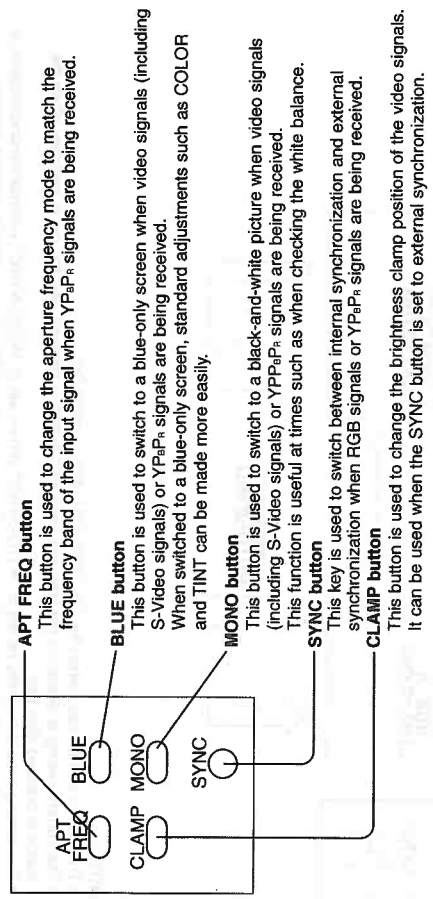 APT FREQ button
This button is used to change the aperture frequency mode to match the
frequency band of the input signal when YPBPR signals are being received.
BLUE button
This button is used to switch to a blue-only screen when video signals (including
S-Video signals) or YPBPR signals are being received.
When switched to a blue-only screen, standard adjustments such as COLOR
and TINT can be made more easily.
MONO button
This button is used to switch to a black-and-white picture when video signals
(including S-Video signals) or YPPBPR signals are being received.
This function is useful at times such as when checking the white balance.
SYNC button
This key is used to switch between internal synchronization and external
synchronization when RGB signals or YPBPR signals are being received.
CLAMP button
This button is used to change the brightness clamp position of the video signals.
It can be used when the SYNC button is set to external synchronization.
APT
FREQ
BLUE
CLAMP
MONO
SYNC